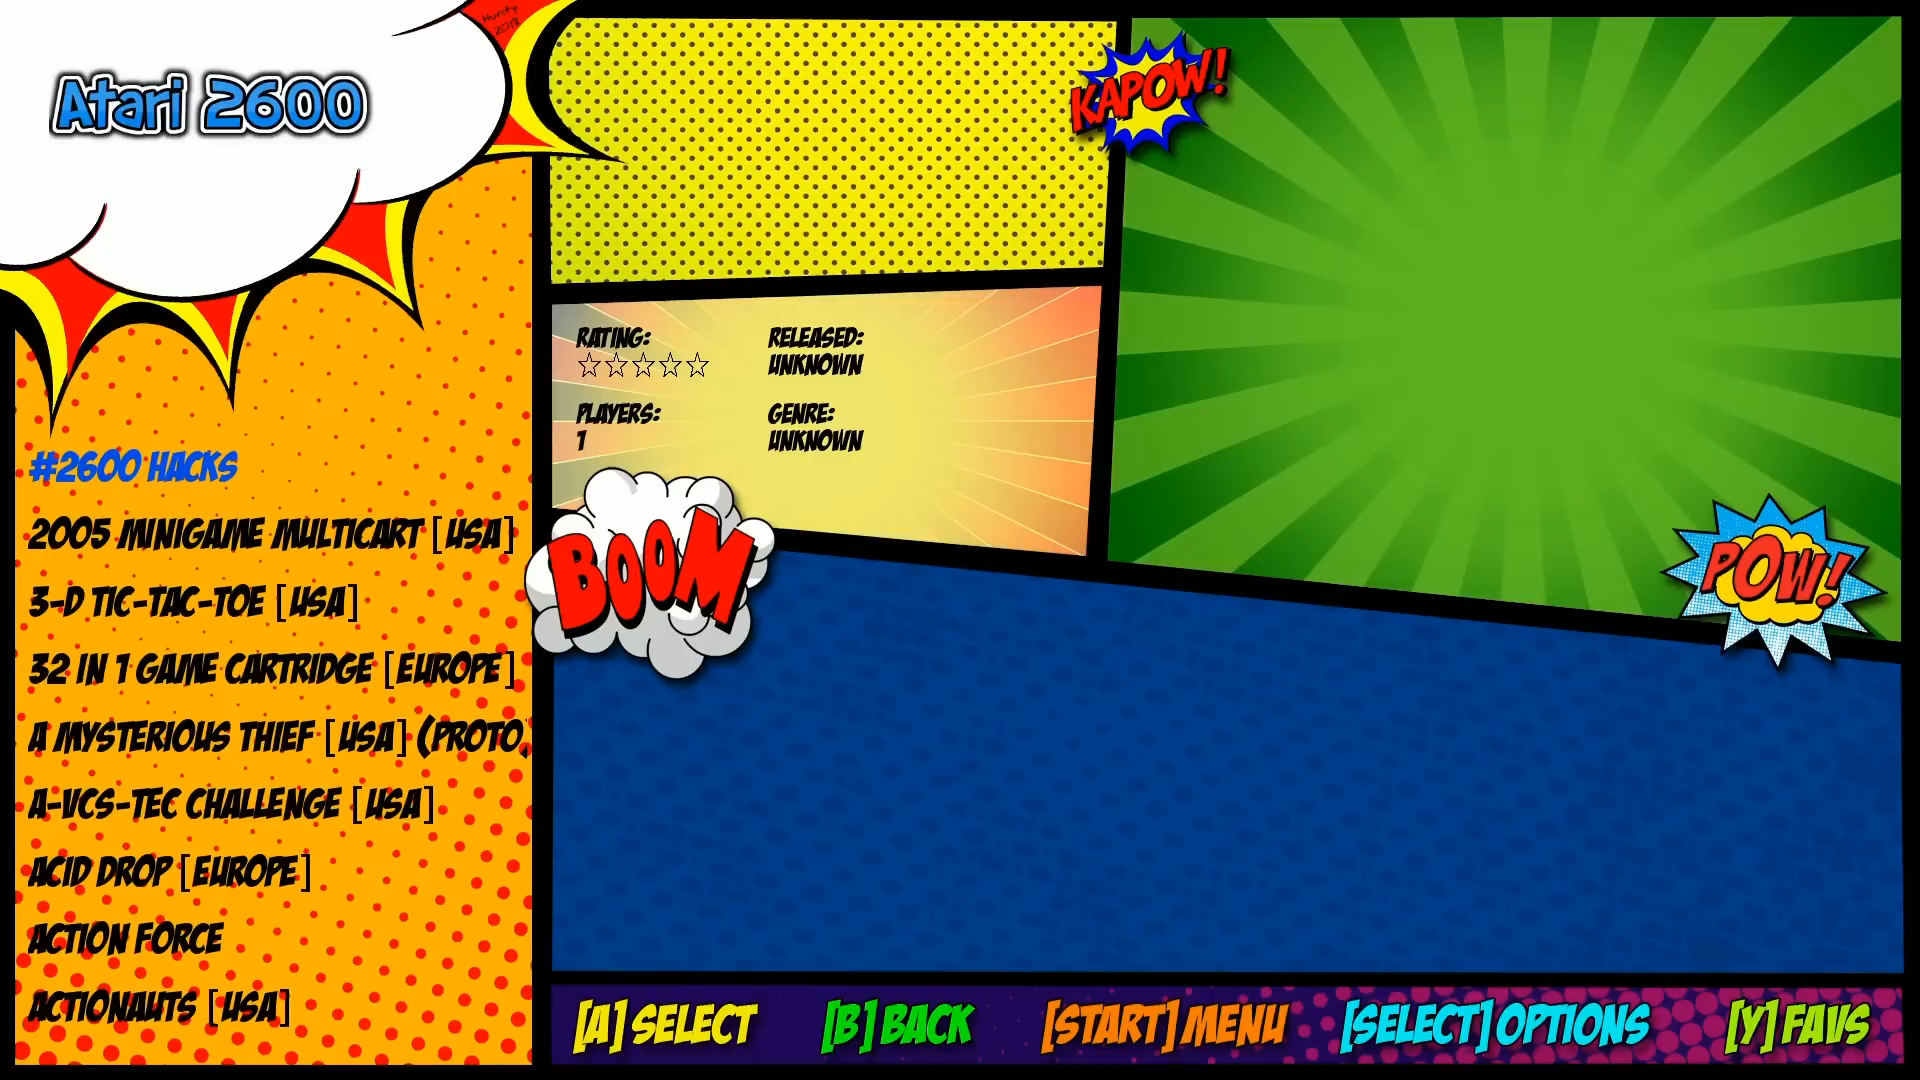 Hursty
2018
Atari 2600
KAPOW!
RATING:
☆☆☆☆☆
RELEASED:
UNKNOWN
PLAYERS:
1
GENRE:
UNKNOWN
#2600 HACKS
2005 MINIGAME MULTICART [USA]
3-D TIC-TAC-TOE [USA]
32 IN 1 GAME CARTRIDGE [EUROPE]
A MYSTERIOUS THIEF [USA] (PROTO
A-VCS-TEC CHALLENGE [USA]
ACID DROP [EUROPE]
ACTION FORCE
ACTIONAUTS [USA]
BOOM
POW!
[A] SELECT [B] BACK [START] MENU [SELECT] OPTIONS [Y] FAVS